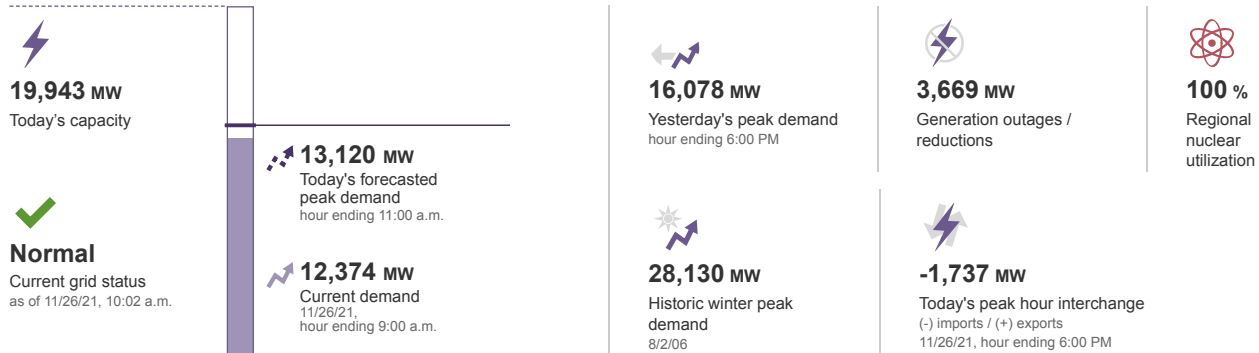 19,943 MW
Today's capacity
Normal
Current grid status
as of 11/26/21, 10:02 a.m.
13,120 MW
Today's forecasted
peak demand
hour ending 11:00 a.m.
12,374 MW
Current demand
11/26/21,
hour ending 9:00 a.m.
16,078 MW
Yesterday's peak demand
hour ending 6:00 PM
3,669 MW
Generation outages /
reductions
100 %
Regional
nuclear
utilization
28,130 MW
Historic winter peak
demand
8/2/06
-1,737 MW
Today's peak hour interchange
(-) imports / (+) exports
11/26/21, hour ending 6:00 PM